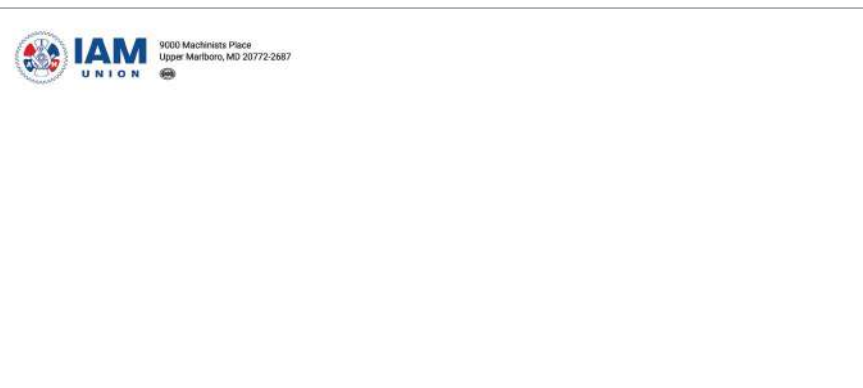 IAM
UNION
9000 Machinists Place
Upper Marlboro, MD 20772-2687